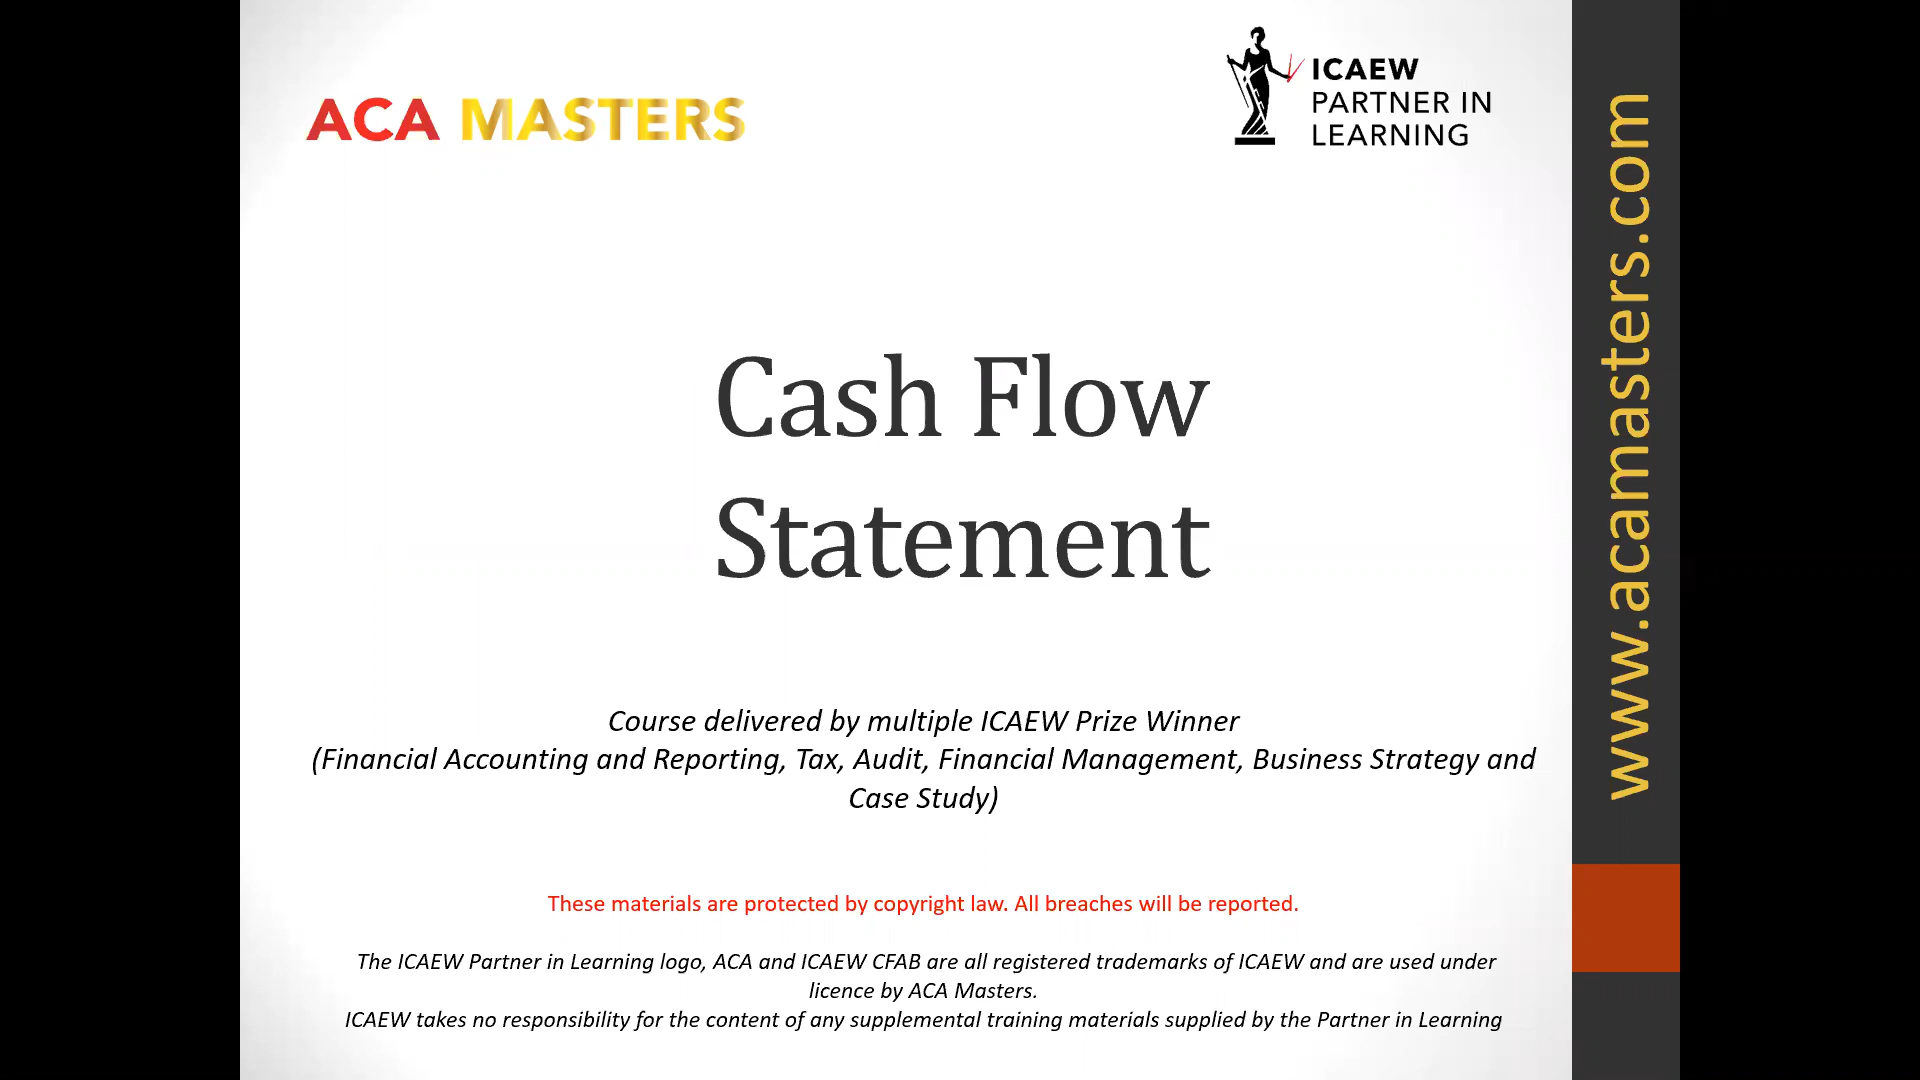 ACA MASTERS
ICAEW
PARTNER IN
LEARNING
www.acamasters.com
Cash Flow
Statement
Course delivered by multiple ICAEW Prize Winner
(Financial Accounting and Reporting, Tax, Audit, Financial Management, Business Strategy and
Case Study)
These materials are protected by copyright law. All breaches will be reported.
The ICAEW Partner in Learning logo, ACA and ICAEW CFAB are all registered trademarks of ICAEW and are used under
licence by ACA Masters.
ICAEW takes no responsibility for the content of any supplemental training materials supplied by the Partner in Learning